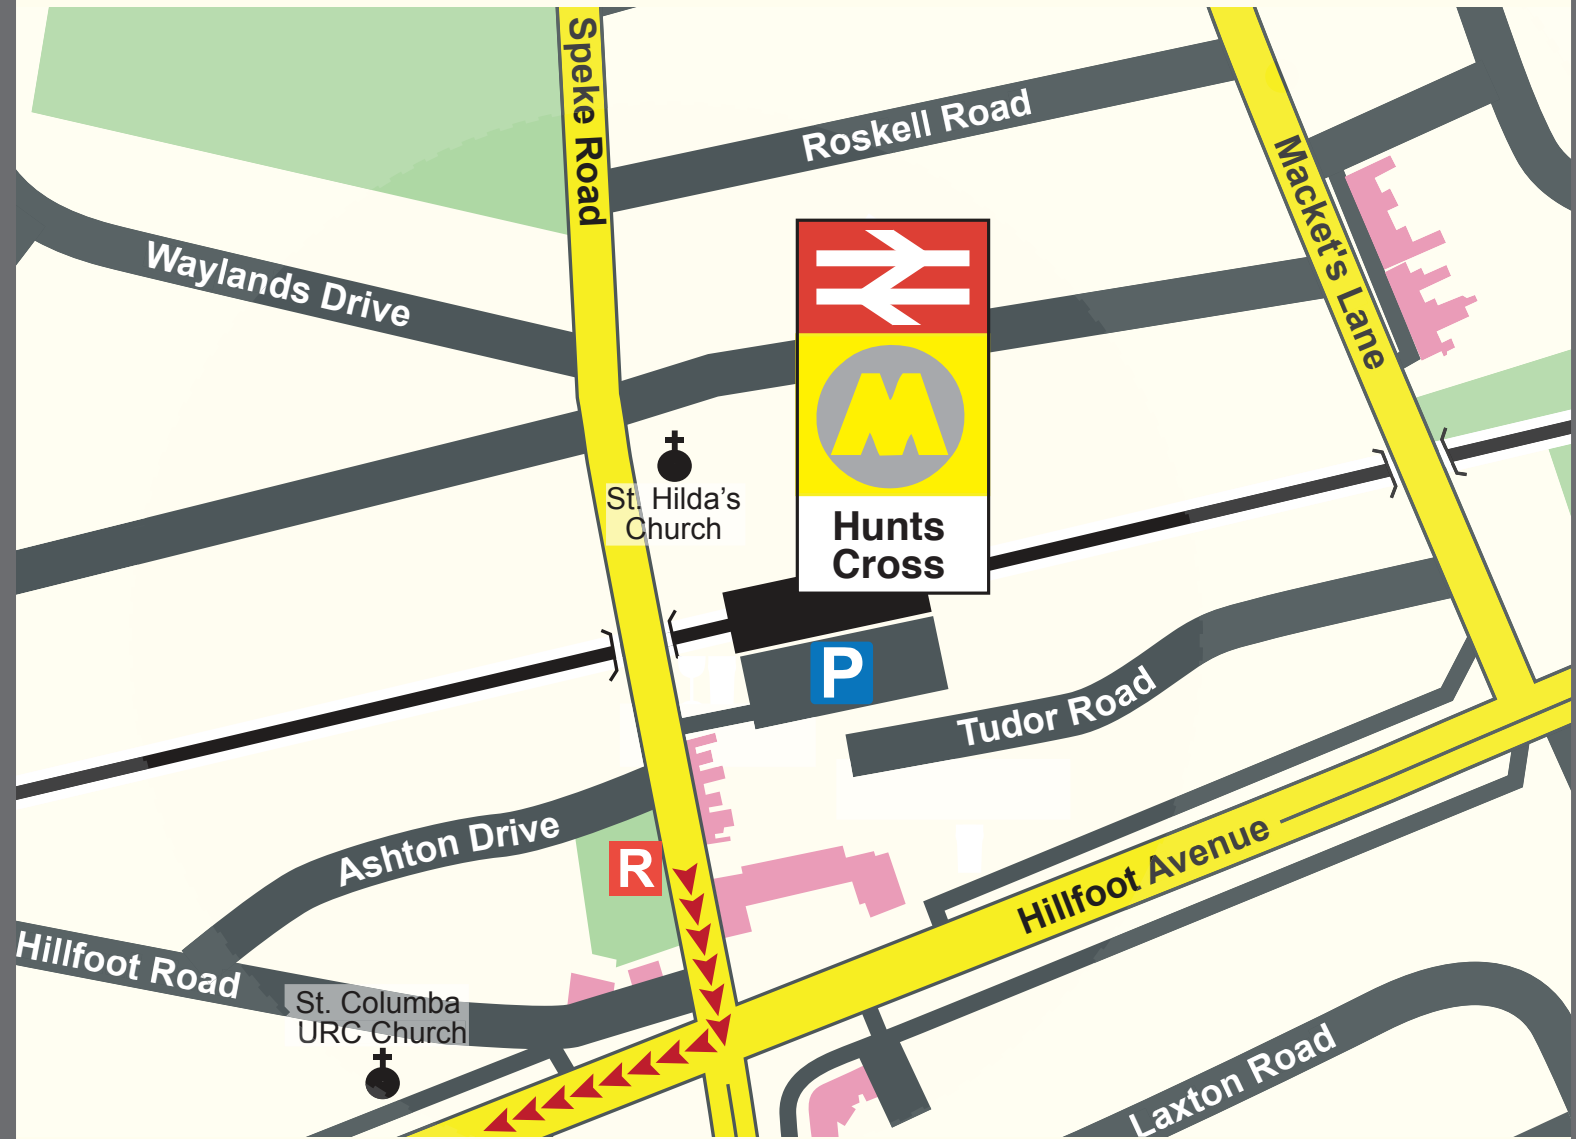 Speke Road
Roskell Road
Macket's Lane
Waylands Drive
M
St. Hilda’s
Church
Hunts
Cross
P
Tudor Road
Ashton Drive
R
Hillfoot Avenue
Hillfoot Road
St. Columba
URC Church
Laxton Road